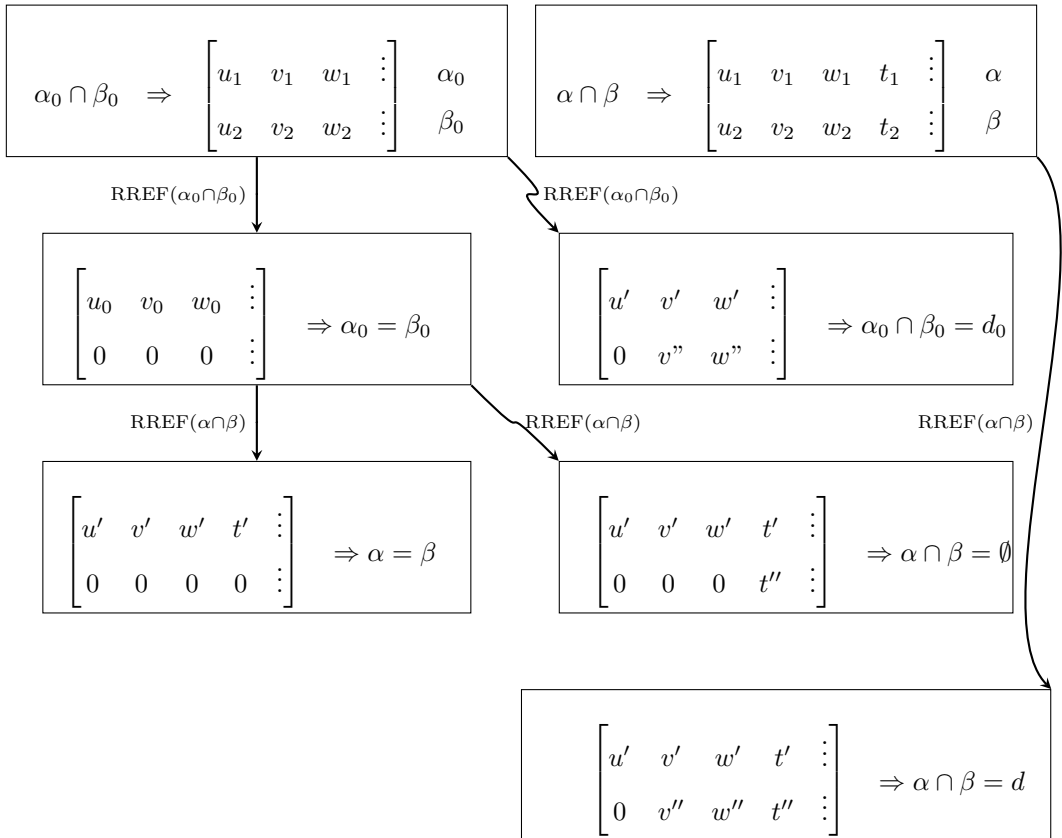 α₀ ∩ β₀ ⇒ [u₁ v₁ w₁ ⋮] α₀
[u₂ v₂ w₂ ⋮] β₀
α ∩ β ⇒ [u₁ v₁ w₁ t₁ ⋮] α
[u₂ v₂ w₂ t₂ ⋮] β
RREF(α₀∩β₀)
RREF(α₀∩β₀)
[u₀ v₀ w₀ ⋮]
[0 0 0 ⋮] ⇒ α₀ = β₀
[u′ v′ w′ ⋮]
[0 v” w” ⋮] ⇒ α₀ ∩ β₀ = d₀
RREF(α∩β)
RREF(α∩β)
RREF(α∩β)
[u′ v′ w′ t′ ⋮]
[0 0 0 0 ⋮] ⇒ α = β
[u′ v′ w′ t′ ⋮]
[0 0 0 t″ ⋮] ⇒ α ∩ β = ∅
[u′ v′ w′ t′ ⋮]
[0 v″ w″ t″ ⋮] ⇒ α ∩ β = d